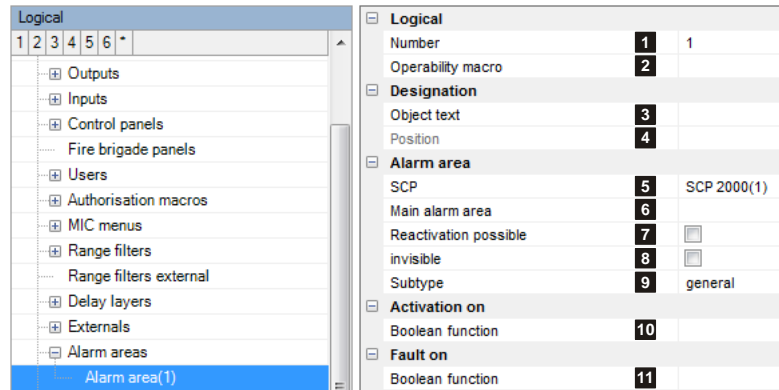 Logical
1 2 3 4 5 6 *
Outputs
Inputs
Control panels
Fire brigade panels
Users
Authorisation macros
MIC menus
Range filters
Range filters external
Delay layers
Externals
Alarm areas
Alarm area(1)
Logical
Number 1 1
Operability macro 2
Designation
Object text 3
Position 4
Alarm area
SCP 5 SCP 2000(1)
Main alarm area 6
Reactivation possible 7
invisible 8
Subtype 9 general
Activation on
Boolean function 10
Fault on
Boolean function 11